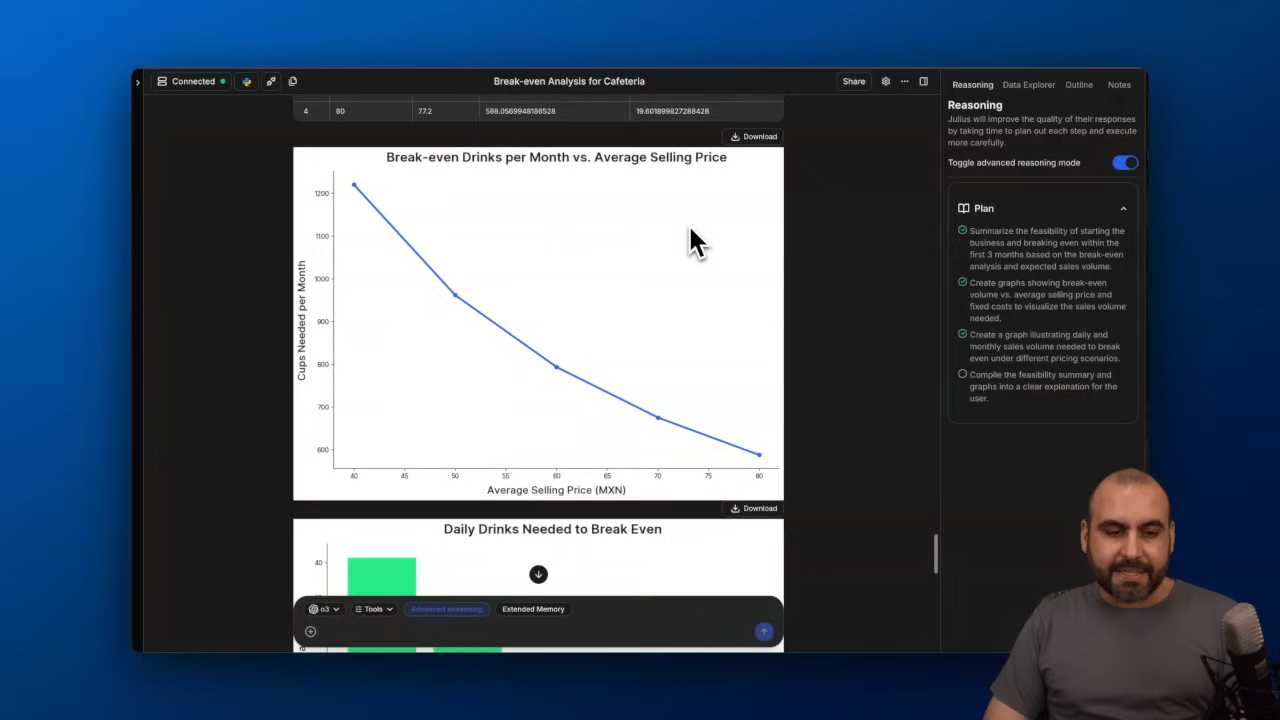 Connected
Break-even Analysis for Cafeteria
Share
4 80 77.2 588.0569948186528 19.601899827288428
Download
Break-even Drinks per Month vs. Average Selling Price
Cups Needed per Month
1200
1100
1000
900
800
700
600
40 45 50 55 60 65 70 75 80
Average Selling Price (MXN)
Download
Daily Drinks Needed to Break Even
40
o3 Tools Advanced Reasoning Extended Memory
Reasoning Data Explorer Outline Notes
Reasoning
Julius will improve the quality of their responses
by taking time to plan out each step and execute
more carefully.
Toggle advanced reasoning mode
Plan
Summarize the feasibility of starting the
business and breaking even within the
first 3 months based on the break-even
analysis and expected sales volume.
Create graphs showing break-even
volume vs. average selling price and
fixed costs to visualize the sales volume
needed.
Create a graph illustrating daily and
monthly sales volume needed to break
even under different pricing scenarios.
Compile the feasibility summary and
graphs into a clear explanation for the
user.